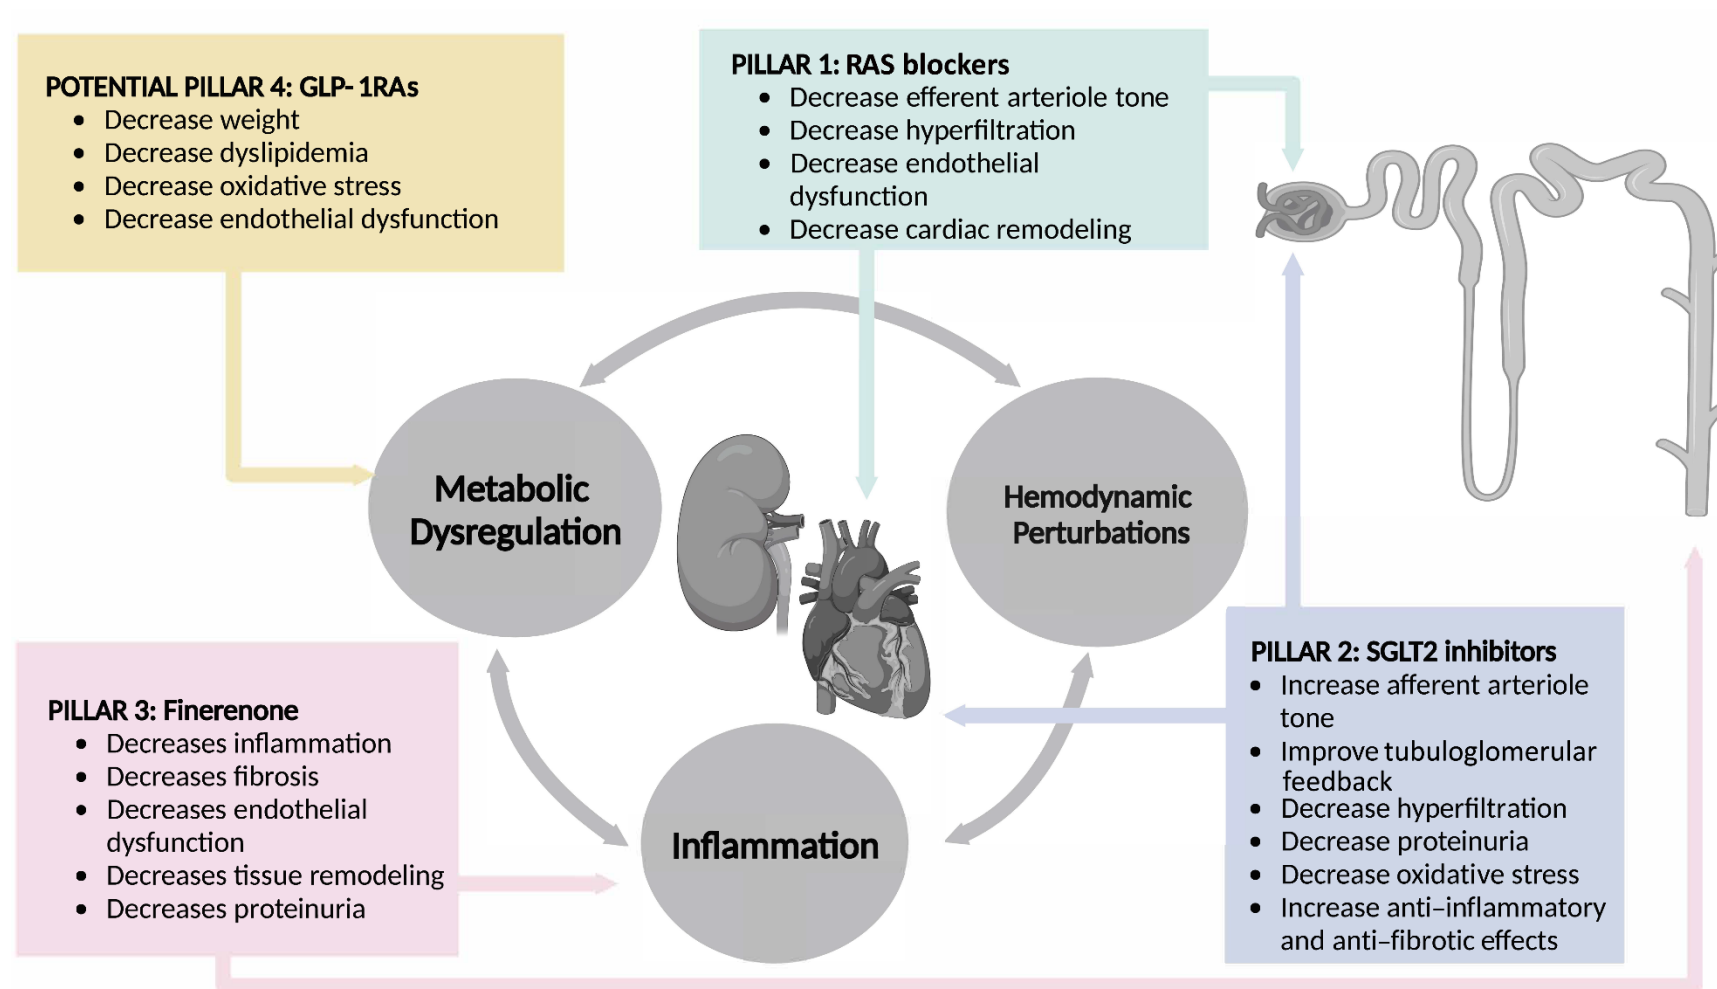 POTENTIAL PILLAR 4: GLP- 1RAs
• Decrease weight
• Decrease dyslipidemia
• Decrease oxidative stress
• Decrease endothelial dysfunction
PILLAR 1: RAS blockers
• Decrease efferent arteriole tone
• Decrease hyperfiltration
• Decrease endothelial
dysfunction
• Decrease cardiac remodeling
Metabolic
Dysregulation
Hemodynamic
Perturbations
Inflammation
PILLAR 3: Finerenone
• Decreases inflammation
• Decreases fibrosis
• Decreases endothelial
dysfunction
• Decreases tissue remodeling
• Decreases proteinuria
PILLAR 2: SGLT2 inhibitors
• Increase afferent arteriole
tone
• Improve tubuloglomerular
feedback
• Decrease hyperfiltration
• Decrease proteinuria
• Decrease oxidative stress
• Increase anti–inflammatory
and anti–fibrotic effects